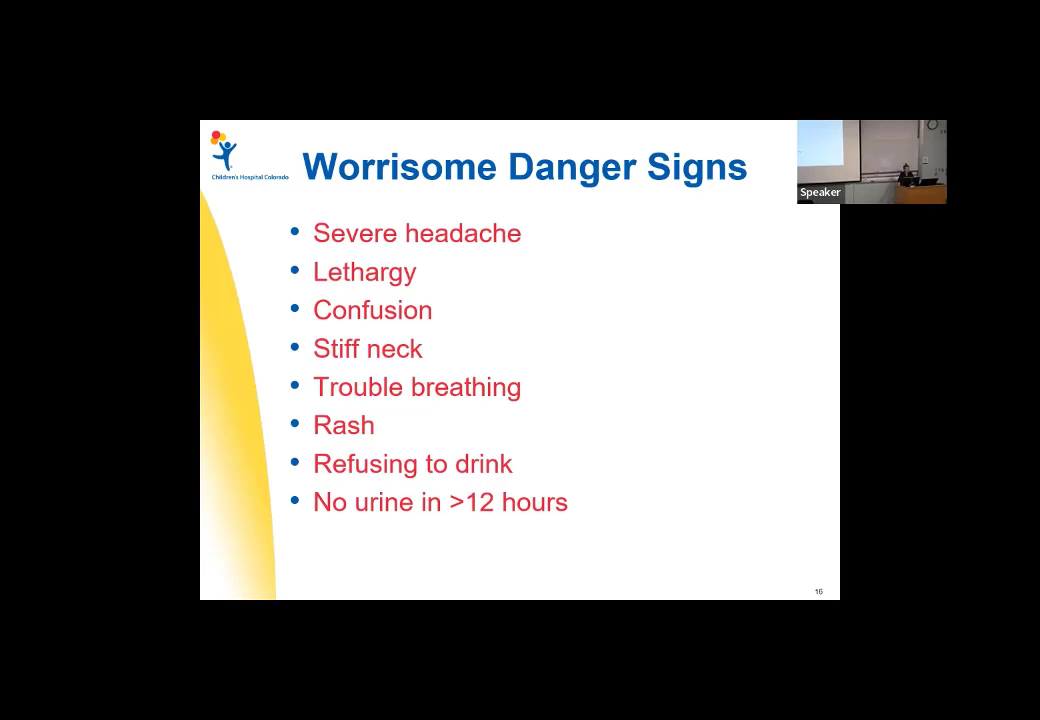 Children's Hospital Colorado
Worrisome Danger Signs
Speaker
• Severe headache
• Lethargy
• Confusion
• Stiff neck
• Trouble breathing
• Rash
• Refusing to drink
• No urine in >12 hours
16